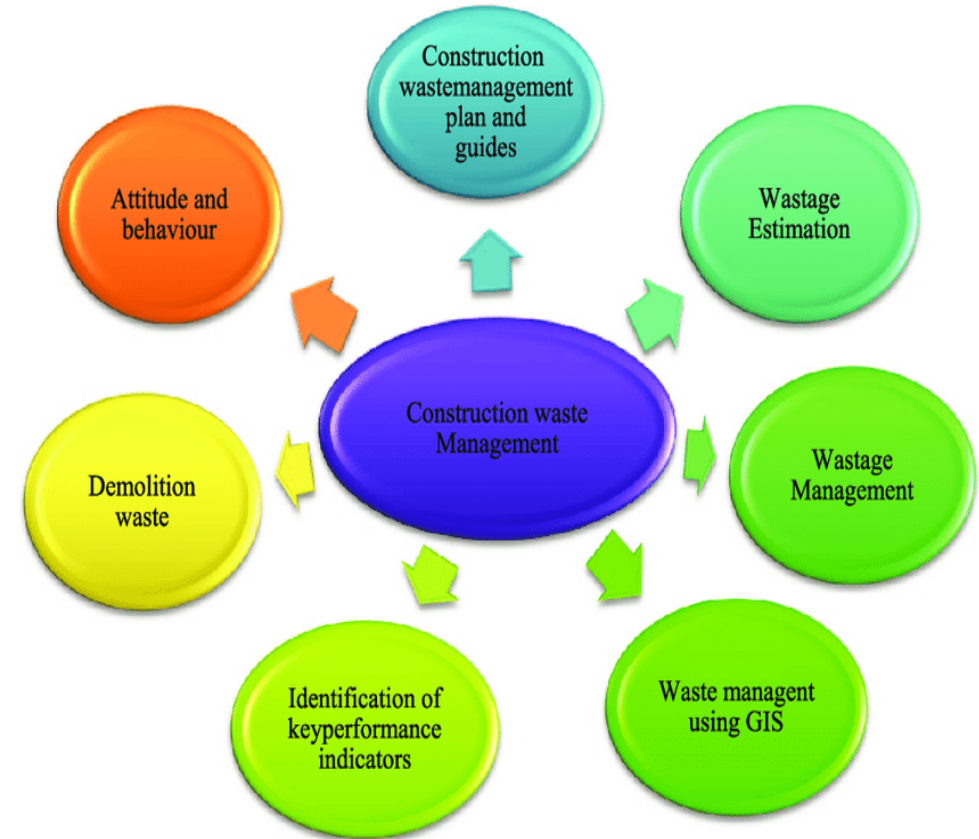 Construction
wastemanagement
plan and
guides
Attitude and
behaviour
Wastage
Estimation
Construction waste
Management
Demolition
waste
Wastage
Management
Identification of
keyperformance
indicators
Waste managent
using GIS